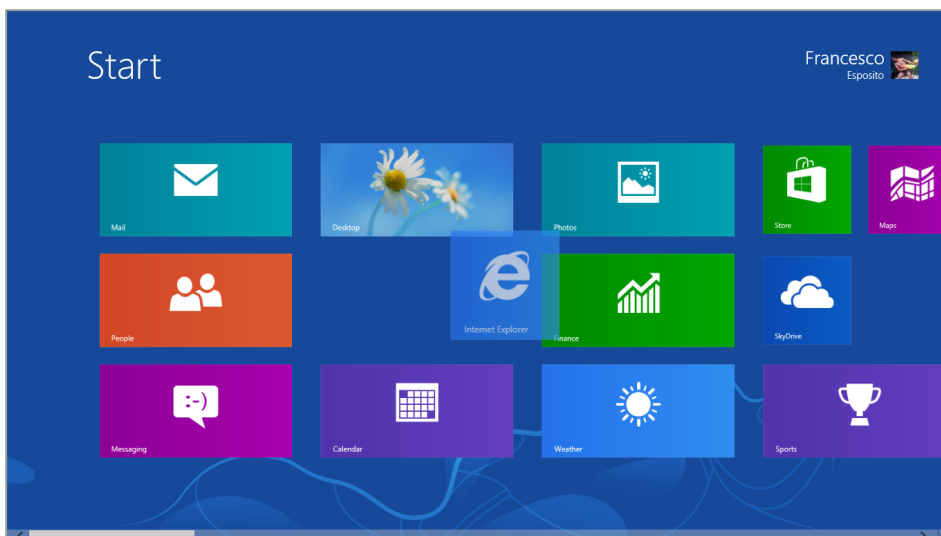 Start
Francesco
Esposito
Mail
Desktop
Photos
Store
Maps
Internet Explorer
People
Finance
SkyDrive
:-)
Messaging
Calendar
Weather
Sports